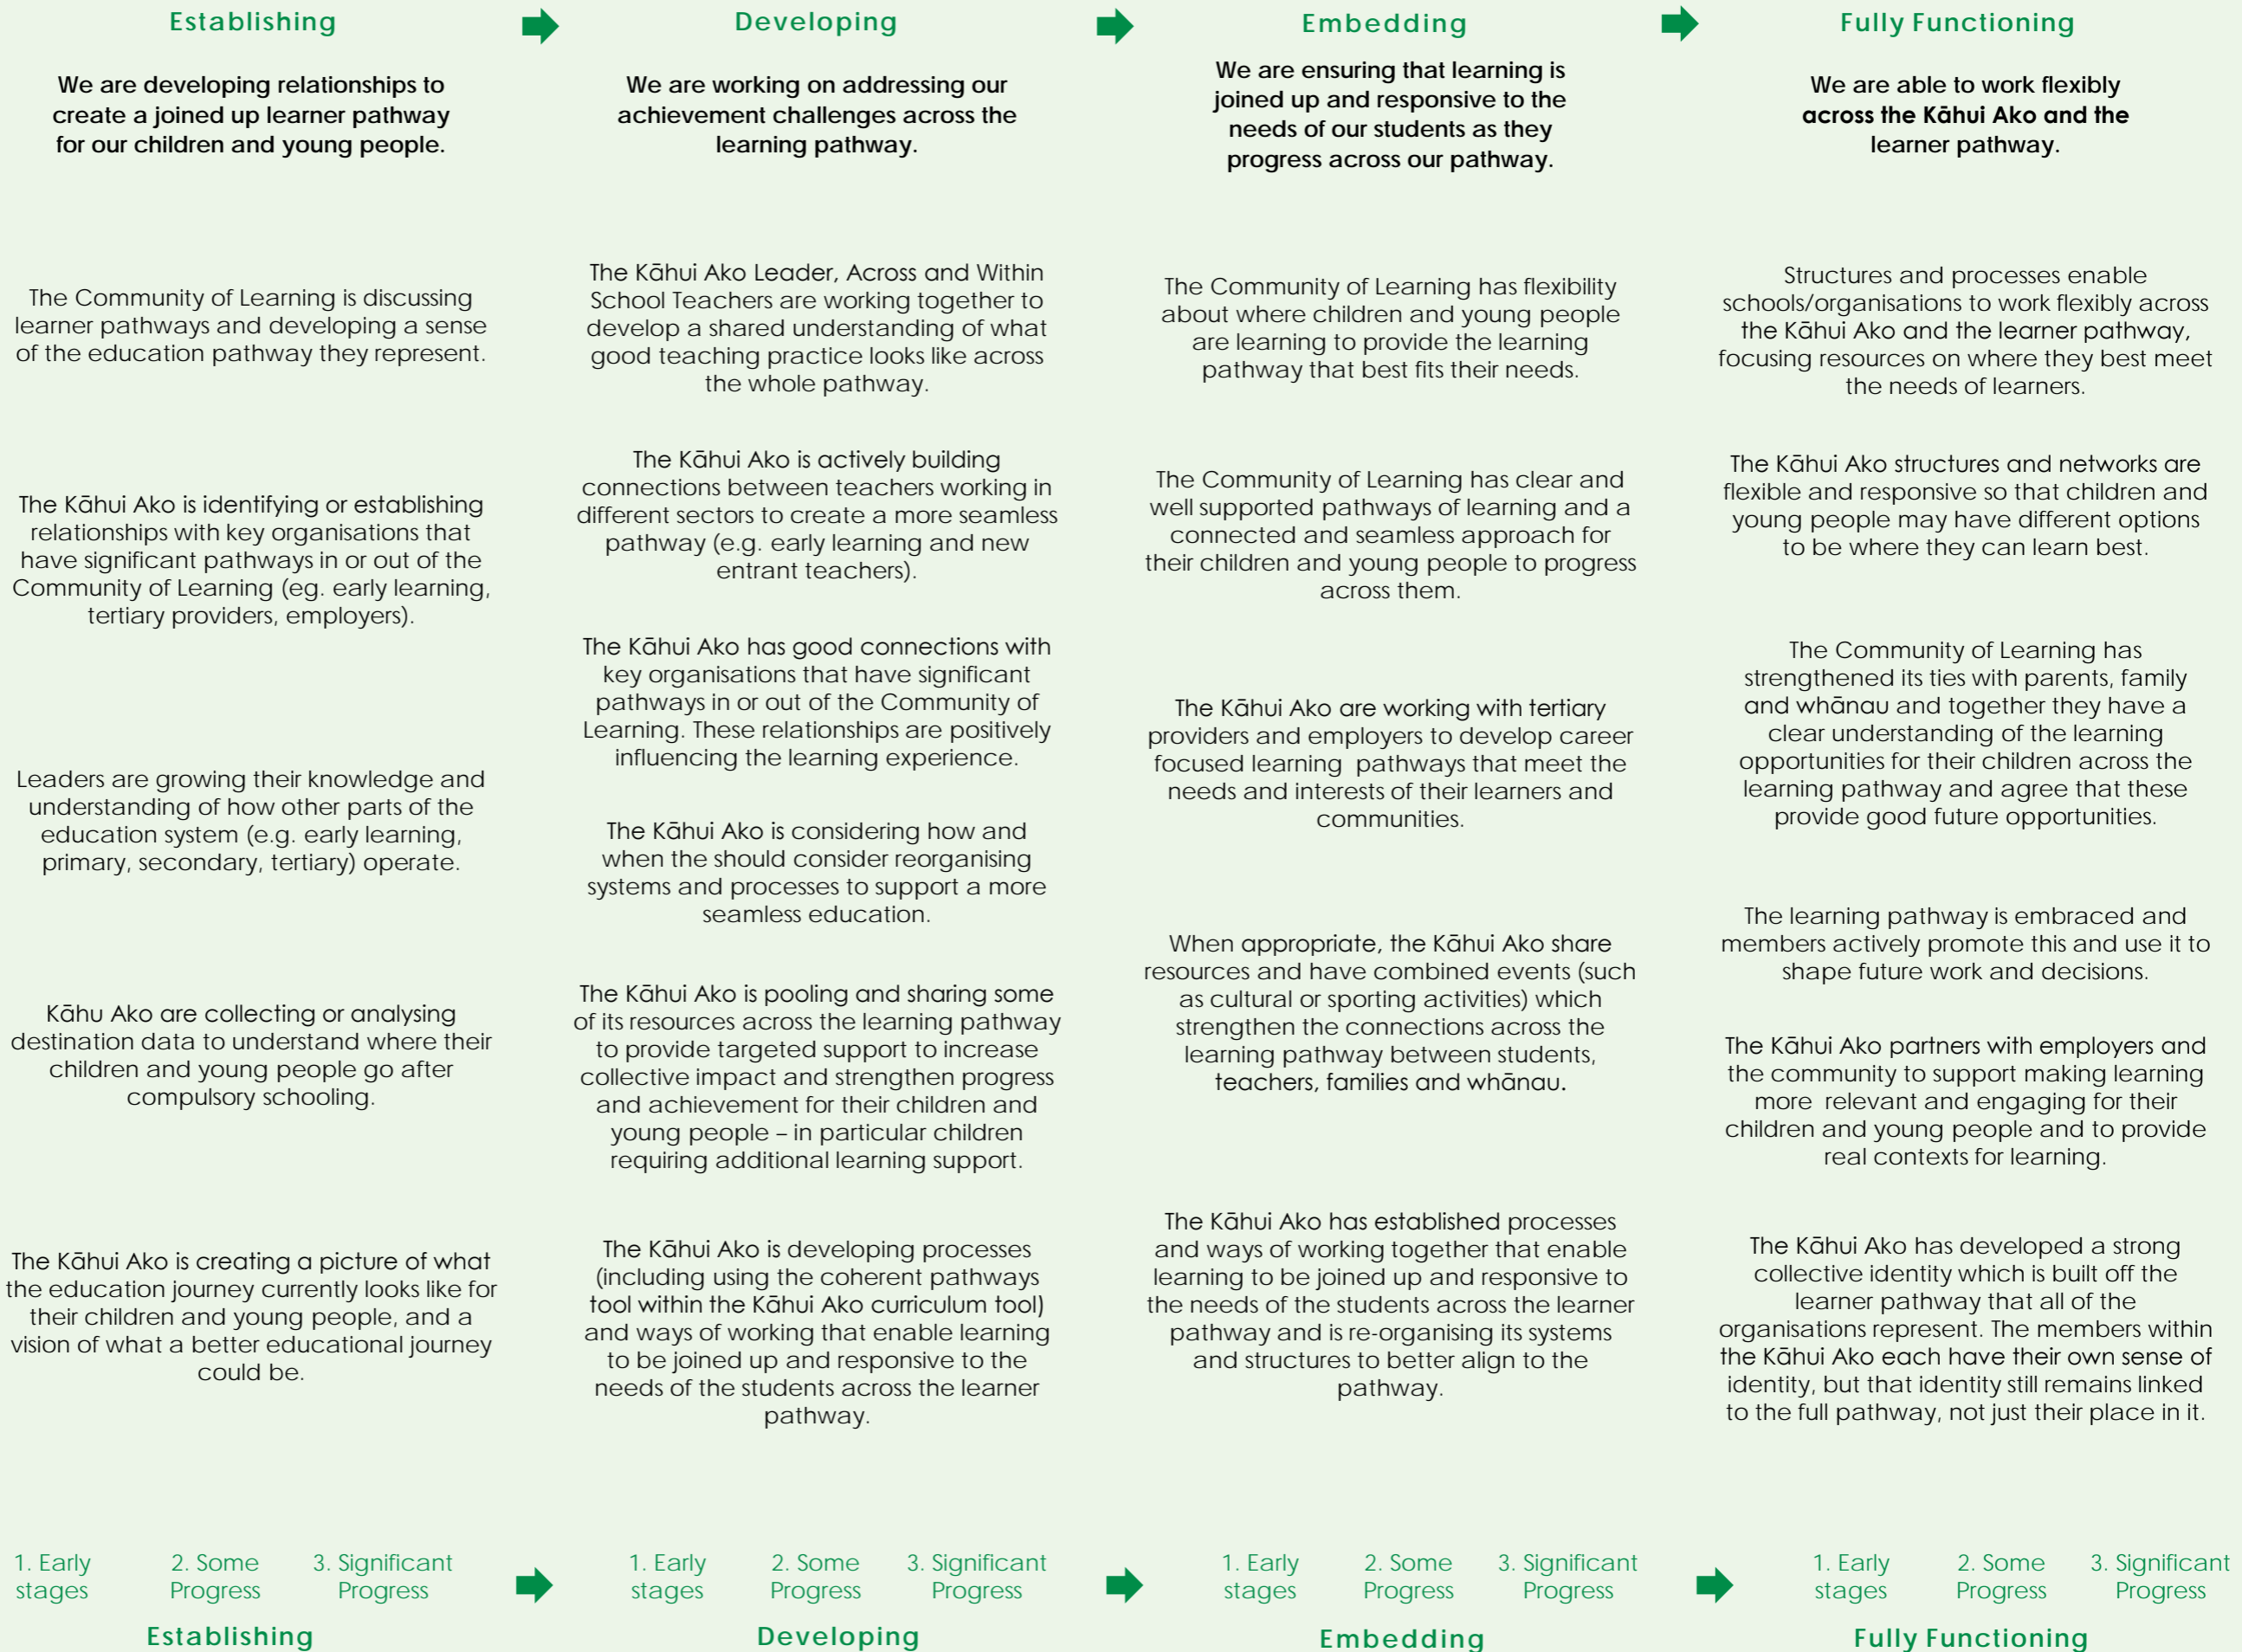 Establishing
We are developing relationships to
create a joined up learner pathway
for our children and young people.
The Community of Learning is discussing
learner pathways and developing a sense
of the education pathway they represent.
The Kāhui Ako is identifying or establishing
relationships with key organisations that
have significant pathways in or out of the
Community of Learning (eg. early learning,
tertiary providers, employers).
Leaders are growing their knowledge and
understanding of how other parts of the
education system (e.g. early learning,
primary, secondary, tertiary) operate.
Kāhu Ako are collecting or analysing
destination data to understand where their
children and young people go after
compulsory schooling.
The Kāhui Ako is creating a picture of what
the education journey currently looks like for
their children and young people, and a
vision of what a better educational journey
could be.
Developing
We are working on addressing our
achievement challenges across the
learning pathway.
The Kāhui Ako Leader, Across and Within
School Teachers are working together to
develop a shared understanding of what
good teaching practice looks like across
the whole pathway.
The Kāhui Ako is actively building
connections between teachers working in
different sectors to create a more seamless
pathway (e.g. early learning and new
entrant teachers).
The Kāhui Ako has good connections with
key organisations that have significant
pathways in or out of the Community of
Learning. These relationships are positively
influencing the learning experience.
The Kāhui Ako is considering how and
when the should consider reorganising
systems and processes to support a more
seamless education.
The Kāhui Ako is pooling and sharing some
of its resources across the learning pathway
to provide targeted support to increase
collective impact and strengthen progress
and achievement for their children and
young people – in particular children
requiring additional learning support.
The Kāhui Ako is developing processes
(including using the coherent pathways
tool within the Kāhui Ako curriculum tool)
and ways of working that enable learning
to be joined up and responsive to the
needs of the students across the learner
pathway.
Embedding
We are ensuring that learning is
joined up and responsive to the
needs of our students as they
progress across our pathway.
The Community of Learning has flexibility
about where children and young people
are learning to provide the learning
pathway that best fits their needs.
The Community of Learning has clear and
well supported pathways of learning and a
connected and seamless approach for
their children and young people to progress
across them.
The Kāhui Ako are working with tertiary
providers and employers to develop career
focused learning pathways that meet the
needs and interests of their learners and
communities.
When appropriate, the Kāhui Ako share
resources and have combined events (such
as cultural or sporting activities) which
strengthen the connections across the
learning pathway between students,
teachers, families and whānau.
The Kāhui Ako has established processes
and ways of working together that enable
learning to be joined up and responsive to
the needs of the students across the learner
pathway and is re-organising its systems
and structures to better align to the
pathway.
Fully Functioning
We are able to work flexibly
across the Kāhui Ako and the
learner pathway.
Structures and processes enable
schools/organisations to work flexibly across
the Kāhui Ako and the learner pathway,
focusing resources on where they best meet
the needs of learners.
The Kāhui Ako structures and networks are
flexible and responsive so that children and
young people may have different options
to be where they can learn best.
The Community of Learning has
strengthened its ties with parents, family
and whānau and together they have a
clear understanding of the learning
opportunities for their children across the
learning pathway and agree that these
provide good future opportunities.
The learning pathway is embraced and
members actively promote this and use it to
shape future work and decisions.
The Kāhui Ako partners with employers and
the community to support making learning
more relevant and engaging for their
children and young people and to provide
real contexts for learning.
The Kāhui Ako has developed a strong
collective identity which is built off the
learner pathway that all of the
organisations represent. The members within
the Kāhui Ako each have their own sense of
identity, but that identity still remains linked
to the full pathway, not just their place in it.
1. Early
stages
2. Some
Progress
3. Significant
Progress
Establishing
1. Early
stages
2. Some
Progress
3. Significant
Progress
Developing
1. Early
stages
2. Some
Progress
3. Significant
Progress
Embedding
1. Early
stages
2. Some
Progress
3. Significant
Progress
Fully Functioning